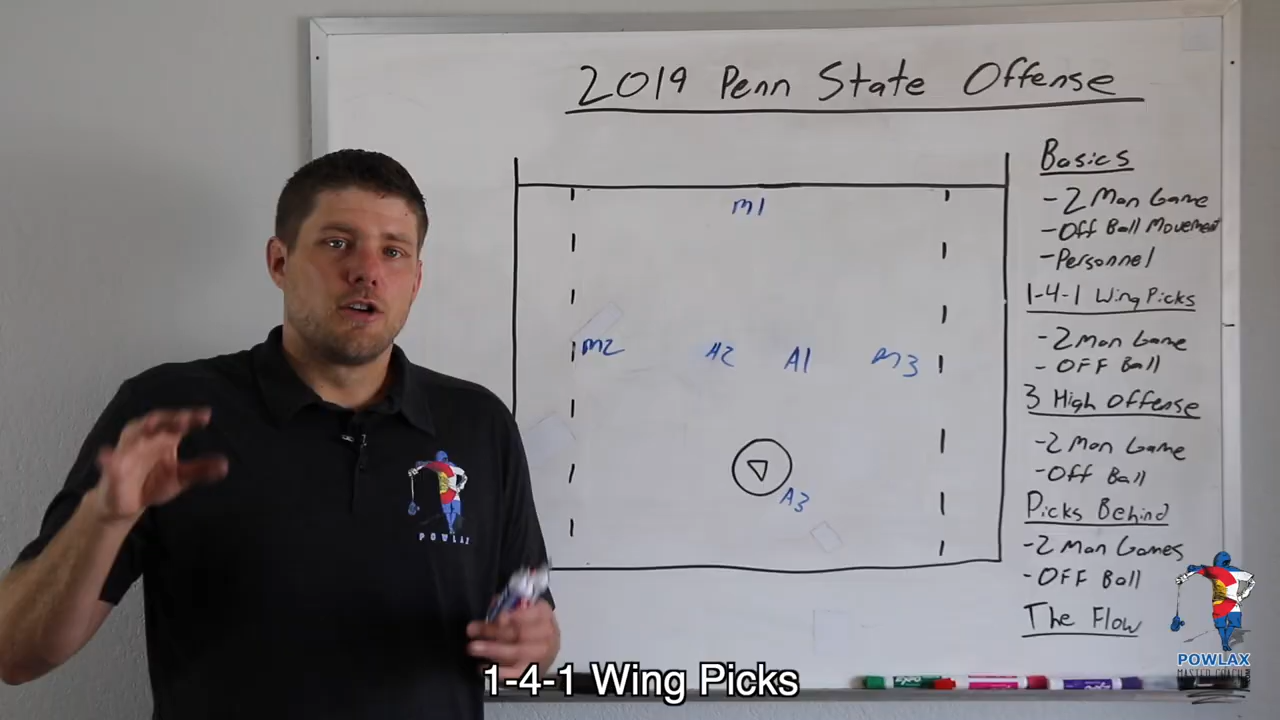 2019 Penn State Offense
Basics
-2 Man Game
-Off Ball Movement
-Personnel
1-4-1 Wing Picks
-2 Man Game
-OFF Ball
3 High Offense
-2 Man Game
-Off Ball
Picks Behind
-2 Man Games
-OFF Ball
The Flow
M1
M2 A2 A1 M3
A3
POWLAX
1-4-1 Wing Picks
POWLAX
MASTER COACH